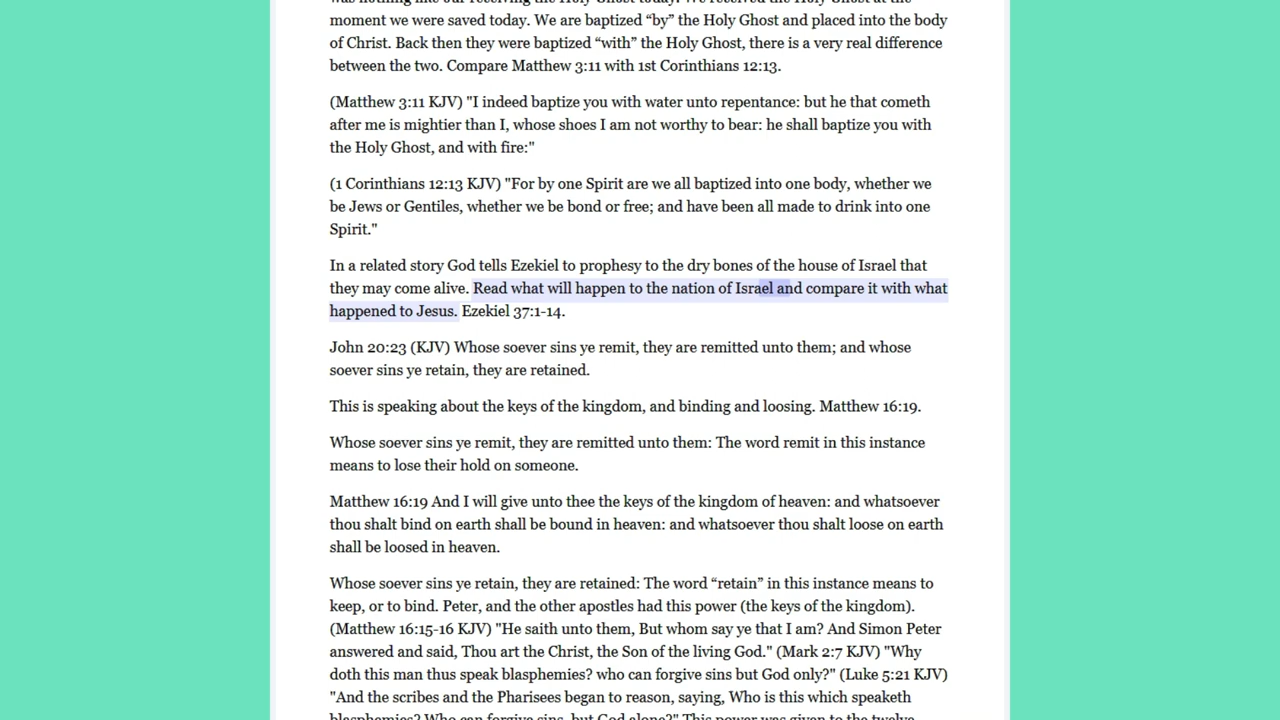 was nothing like our receiving the Holy Ghost today. We received the Holy Ghost at the
moment we were saved today. We are baptized “by” the Holy Ghost and placed into the body
of Christ. Back then they were baptized “with” the Holy Ghost, there is a very real difference
between the two. Compare Matthew 3:11 with 1st Corinthians 12:13.
(Matthew 3:11 KJV) "I indeed baptize you with water unto repentance: but he that cometh
after me is mightier than I, whose shoes I am not worthy to bear: he shall baptize you with
the Holy Ghost, and with fire:"
(1 Corinthians 12:13 KJV) "For by one Spirit are we all baptized into one body, whether we
be Jews or Gentiles, whether we be bond or free; and have been all made to drink into one
Spirit."
In a related story God tells Ezekiel to prophesy to the dry bones of the house of Israel that
they may come alive. Read what will happen to the nation of Israel and compare it with what
happened to Jesus. Ezekiel 37:1-14.
John 20:23 (KJV) Whose soever sins ye remit, they are remitted unto them; and whose
soever sins ye retain, they are retained.
This is speaking about the keys of the kingdom, and binding and loosing. Matthew 16:19.
Whose soever sins ye remit, they are remitted unto them: The word remit in this instance
means to lose their hold on someone.
Matthew 16:19 And I will give unto thee the keys of the kingdom of heaven: and whatsoever
thou shalt bind on earth shall be bound in heaven: and whatsoever thou shalt loose on earth
shall be loosed in heaven.
Whose soever sins ye retain, they are retained: The word “retain” in this instance means to
keep, or to bind. Peter, and the other apostles had this power (the keys of the kingdom).
(Matthew 16:15-16 KJV) "He saith unto them, But whom say ye that I am? And Simon Peter
answered and said, Thou art the Christ, the Son of the living God." (Mark 2:7 KJV) "Why
doth this man thus speak blasphemies? who can forgive sins but God only?" (Luke 5:21 KJV)
"And the scribes and the Pharisees began to reason, saying, Who is this which speaketh
blasphemies? Who can forgive sins, but God alone?" This power was given to the twelve